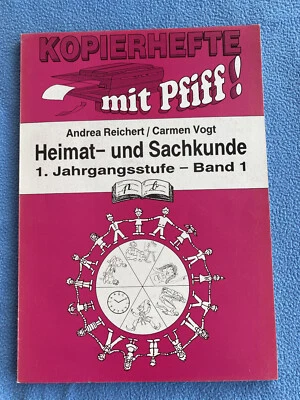 KOPIERHEFTE
mit Pfiff!
Andrea Reichert / Carmen Vogt
Heimat- und Sachkunde
1. Jahrgangsstufe - Band 1